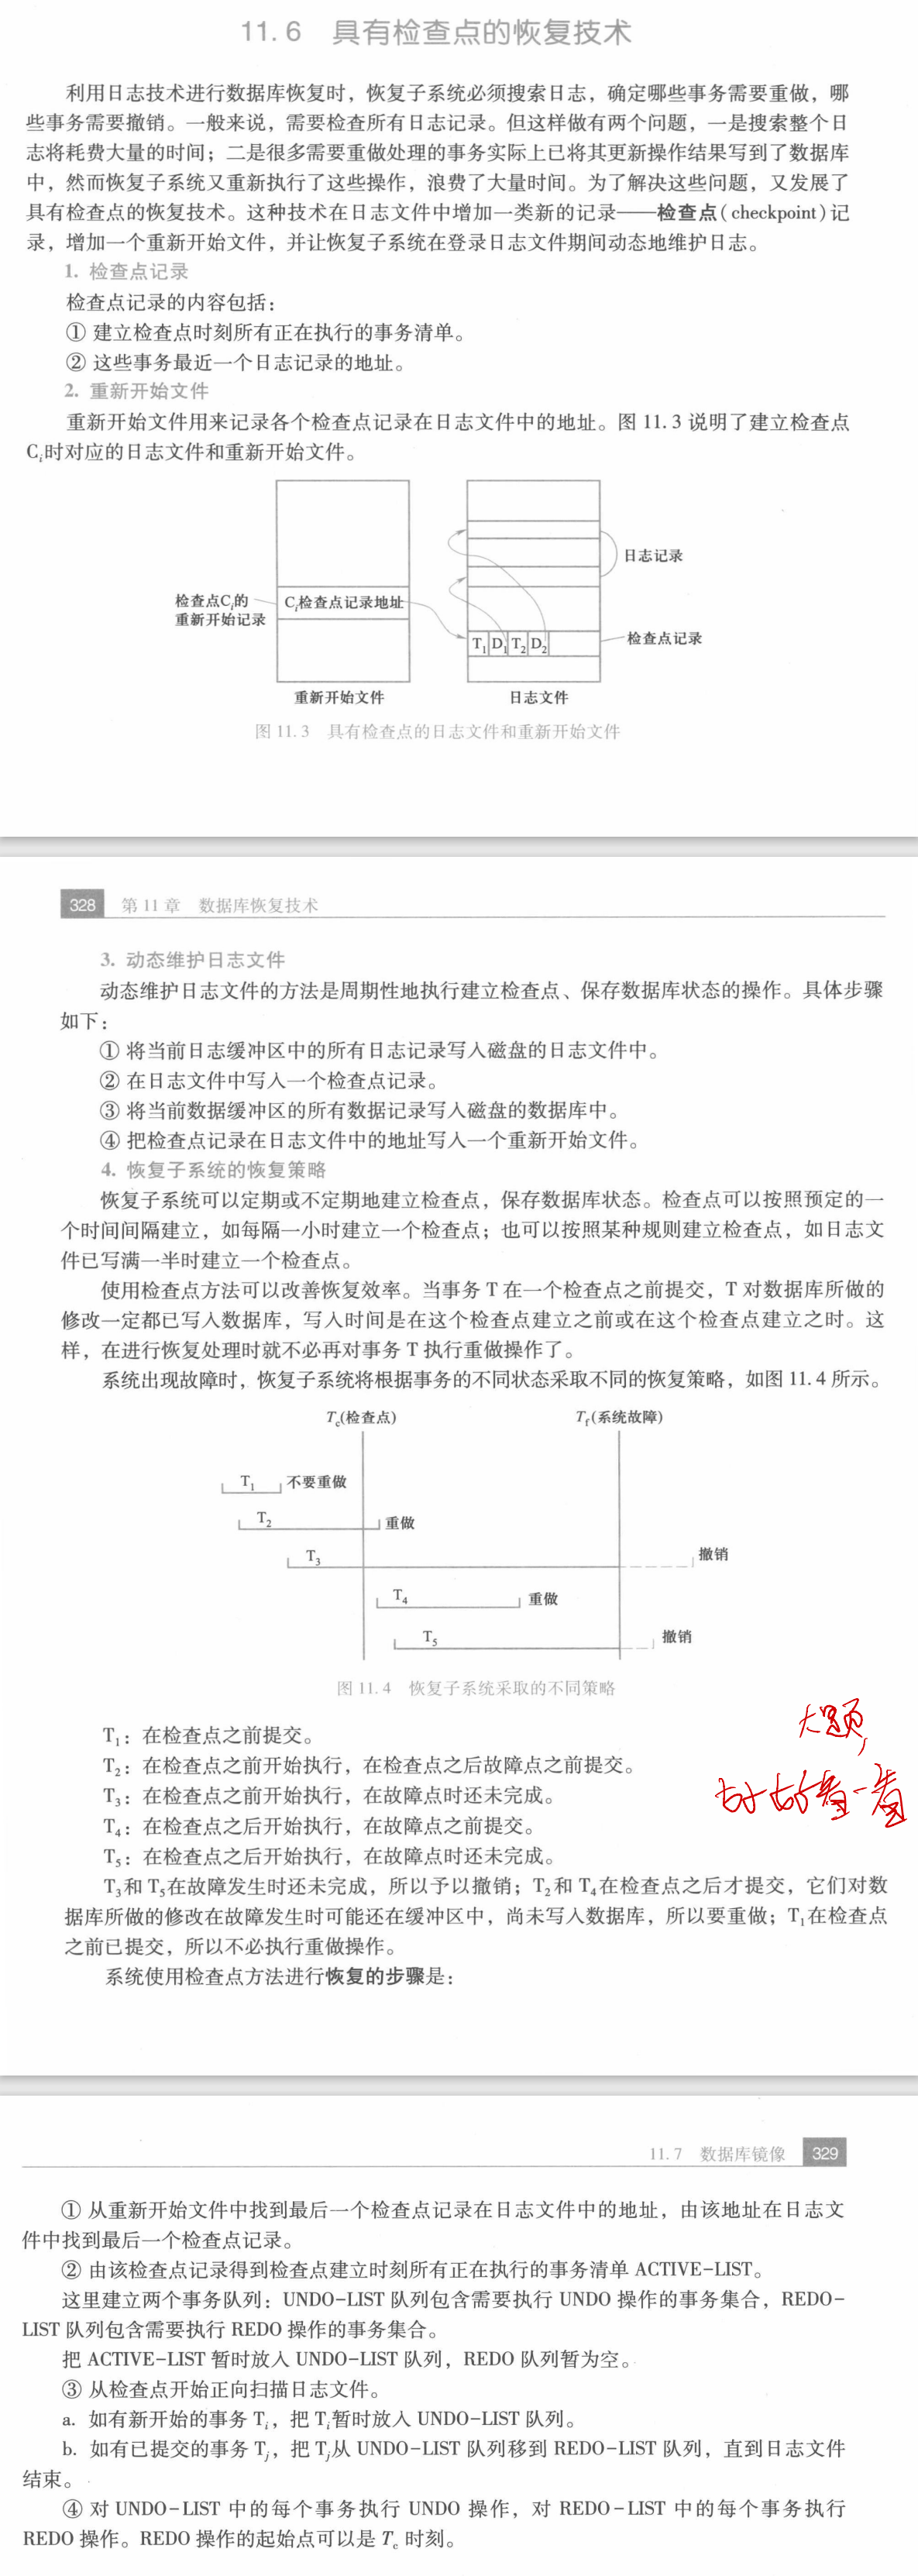 11.6 具有检查点的恢复技术
利用日志技术进行数据库恢复时，恢复子系统必须搜索日志，确定哪些事务需要重做，哪
些事务需要撤销。一般来说，需要检查所有日志记录。但这样做有两个问题，一是搜索整个日
志将耗费大量的时间；二是很多需要重做处理的事务实际上已将其更新操作结果写到了数据库
中，然而恢复子系统又重新执行了这些操作，浪费了大量时间。为了解决这些问题，又发展了
具有检查点的恢复技术。这种技术在日志文件中增加一类新的记录——检查点(checkpoint)记
录，增加一个重新开始文件，并让恢复子系统在登录日志文件期间动态地维护日志。
1. 检查点记录
检查点记录的内容包括：
① 建立检查点时刻所有正在执行的事务清单。
② 这些事务最近一个日志记录的地址。
2. 重新开始文件
重新开始文件用来记录各个检查点记录在日志文件中的地址。图 11.3 说明了建立检查点
Cᵢ时对应的日志文件和重新开始文件。
日志记录
检查点Cᵢ的
重新开始记录
Cᵢ检查点记录地址
T₁ D₁ T₂ D₂
检查点记录
重新开始文件
日志文件
图 11.3 具有检查点的日志文件和重新开始文件
328 第 11 章 数据库恢复技术
3. 动态维护日志文件
动态维护日志文件的方法是周期性地执行建立检查点、保存数据库状态的操作。具体步骤
如下：
① 将当前日志缓冲区中的所有日志记录写入磁盘的日志文件中。
② 在日志文件中写入一个检查点记录。
③ 将当前数据缓冲区的所有数据记录写入磁盘的数据库中。
④ 把检查点记录在日志文件中的地址写入一个重新开始文件。
4. 恢复子系统的恢复策略
恢复子系统可以定期或不定期地建立检查点，保存数据库状态。检查点可以按照预定的一
个时间间隔建立，如每隔一小时建立一个检查点；也可以按照某种规则建立检查点，如日志文
件已写满一半时建立一个检查点。
使用检查点方法可以改善恢复效率。当事务 T 在一个检查点之前提交，T 对数据库所做的
修改一定都已写入数据库，写入时间是在这个检查点建立之前或在这个检查点建立之时。这
样，在进行恢复处理时就不必再对事务 T 执行重做操作了。
系统出现故障时，恢复子系统将根据事务的不同状态采取不同的恢复策略，如图 11.4 所示。
T_c(检查点) T_f(系统故障)
T₁ 不要重做
T₂ 重做
T₃ 撤销
T₄ 重做
T₅ 撤销
图 11.4 恢复子系统采取的不同策略
T₁：在检查点之前提交。
T₂：在检查点之前开始执行，在检查点之后故障点之前提交。
T₃：在检查点之前开始执行，在故障点时还未完成。
T₄：在检查点之后开始执行，在故障点之前提交。
T₅：在检查点之后开始执行，在故障点时还未完成。
大题，
好好看一看
T₃和 T₅在故障发生时还未完成，所以予以撤销；T₂和 T₄在检查点之后才提交，它们对数
据库所做的修改在故障发生时可能还在缓冲区中，尚未写入数据库，所以要重做；T₁在检查点
之前已提交，所以不必执行重做操作。
系统使用检查点方法进行恢复的步骤是：
11.7 数据库镜像 329
① 从重新开始文件中找到最后一个检查点记录在日志文件中的地址，由该地址在日志文
件中找到最后一个检查点记录。
② 由该检查点记录得到检查点建立时刻所有正在执行的事务清单 ACTIVE-LIST。
这里建立两个事务队列：UNDO-LIST 队列包含需要执行 UNDO 操作的事务集合，REDO-
LIST 队列包含需要执行 REDO 操作的事务集合。
把 ACTIVE-LIST 暂时放入 UNDO-LIST 队列，REDO 队列暂为空。
③ 从检查点开始正向扫描日志文件。
a. 如有新开始的事务 Tᵢ，把 Tᵢ暂时放入 UNDO-LIST 队列。
b. 如有已提交的事务 Tⱼ，把 Tⱼ从 UNDO-LIST 队列移到 REDO-LIST 队列，直到日志文件
结束。
④ 对 UNDO-LIST 中的每个事务执行 UNDO 操作，对 REDO-LIST 中的每个事务执行
REDO 操作。REDO 操作的起始点可以是 T_c 时刻。